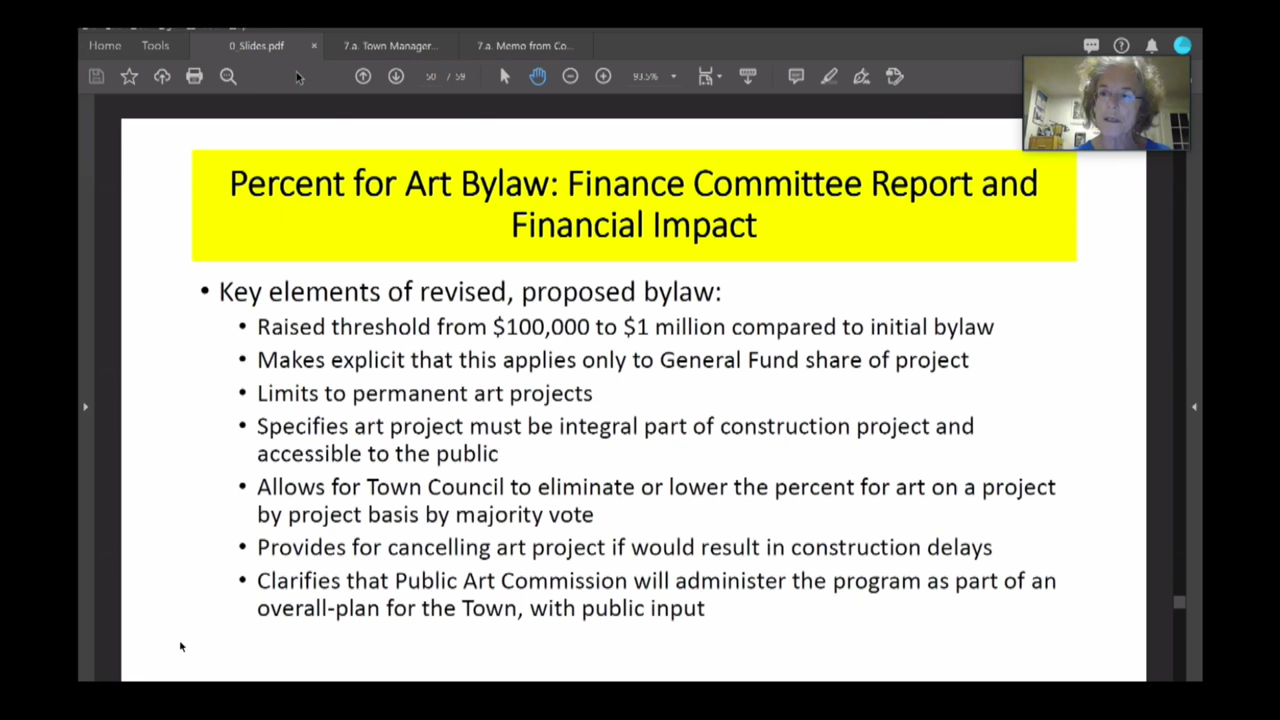 Home Tools 0_Slides.pdf × 7.a. Town Manager... 7.a. Memo from Co...
50 / 59 93.5%
Percent for Art Bylaw: Finance Committee Report and
Financial Impact
• Key elements of revised, proposed bylaw:
• Raised threshold from $100,000 to $1 million compared to initial bylaw
• Makes explicit that this applies only to General Fund share of project
• Limits to permanent art projects
• Specifies art project must be integral part of construction project and
accessible to the public
• Allows for Town Council to eliminate or lower the percent for art on a project
by project basis by majority vote
• Provides for cancelling art project if would result in construction delays
• Clarifies that Public Art Commission will administer the program as part of an
overall-plan for the Town, with public input